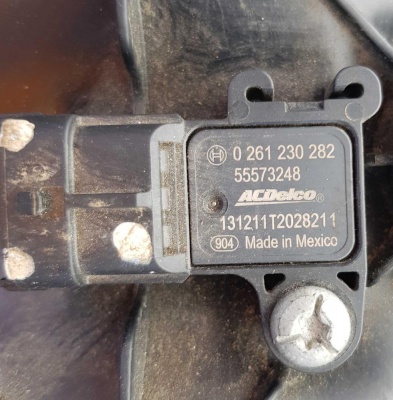 0 261 230 282
55573248
ACDelco®
131211T2028211
904 Made in Mexico